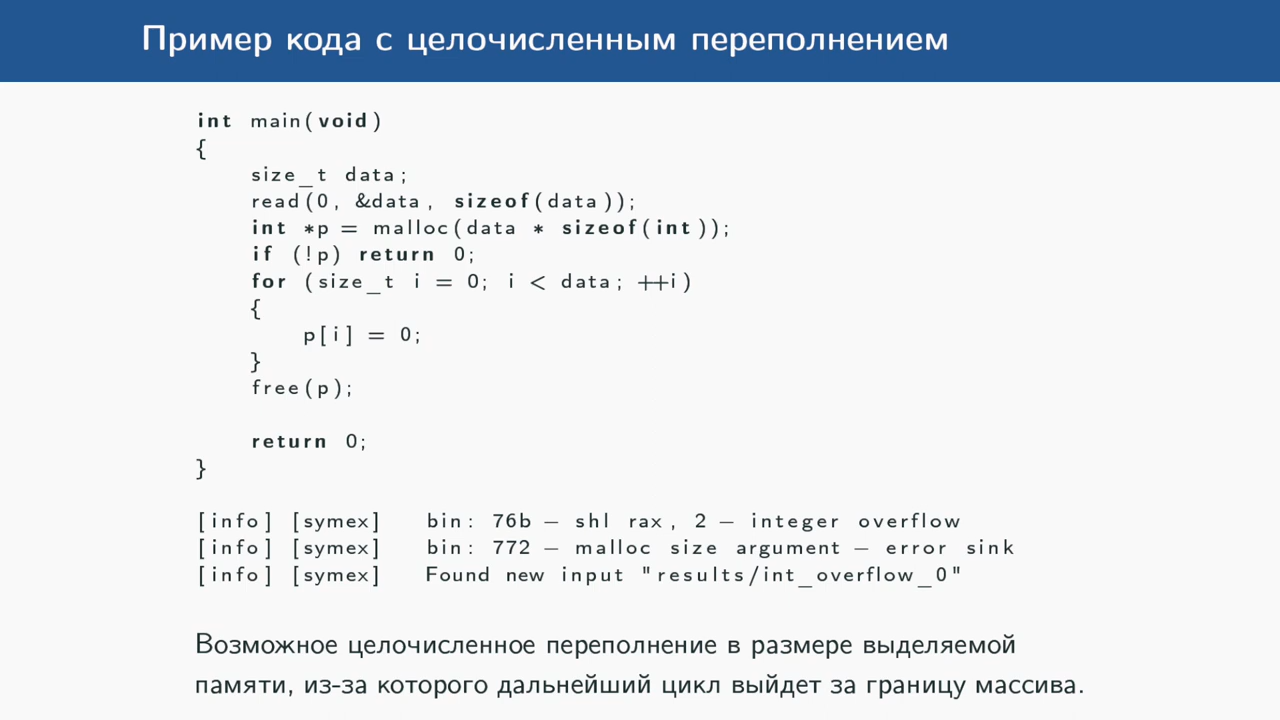 Пример кода с целочисленным переполнением
int main(void)
{
size_t data;
read(0, &data, sizeof(data));
int *p = malloc(data * sizeof(int));
if (!p) return 0;
for (size_t i = 0; i < data; ++i)
{
p[i] = 0;
}
free(p);
return 0;
}
[info] [symex] bin: 76b – shl rax, 2 – integer overflow
[info] [symex] bin: 772 – malloc size argument – error sink
[info] [symex] Found new input "results/int_overflow_0"
Возможное целочисленное переполнение в размере выделяемой
памяти, из-за которого дальнейший цикл выйдет за границу массива.